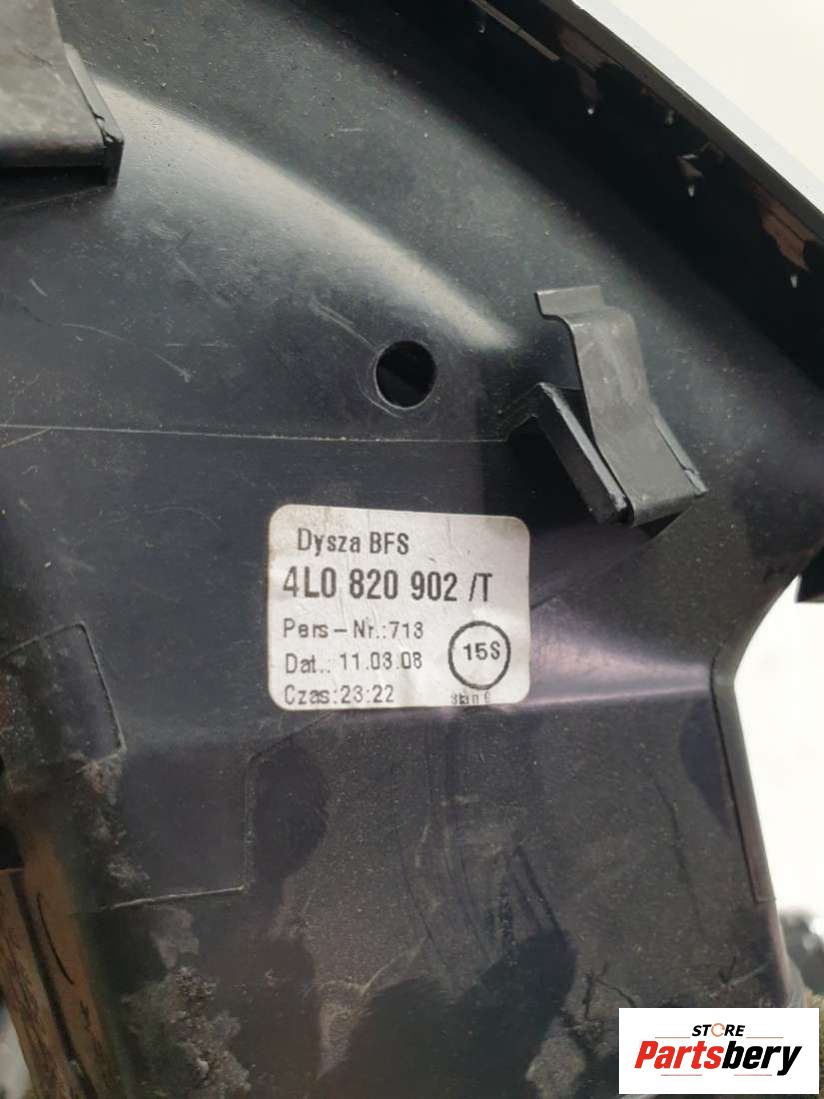 Dysza BFS
4L0 820 902 /T
Pers-Nr.:713
15S
Dat.: 11.03.08
Czas:23:22
STORE
Partsbery